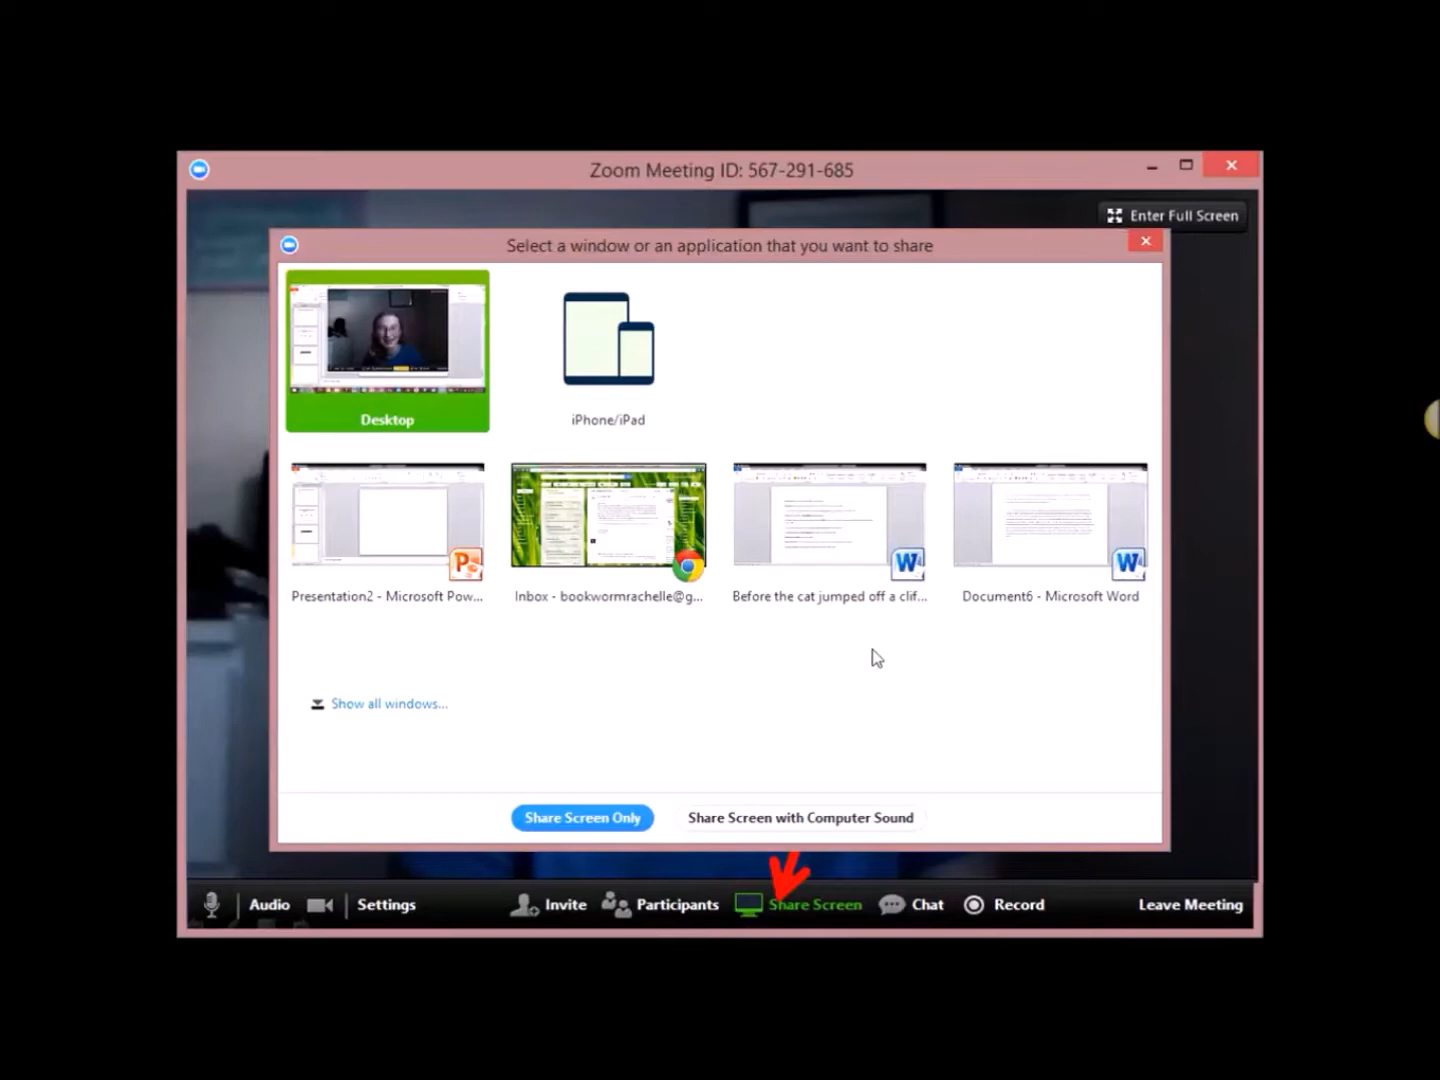 Zoom Meeting ID: 567-291-685
Enter Full Screen
Select a window or an application that you want to share
Desktop
iPhone/iPad
Presentation2 - Microsoft Pow...
Inbox - bookwormrachelle@g...
Before the cat jumped off a clif...
Document6 - Microsoft Word
Show all windows...
Share Screen Only
Share Screen with Computer Sound
Audio
Settings
Invite
Participants
Share Screen
Chat
Record
Leave Meeting